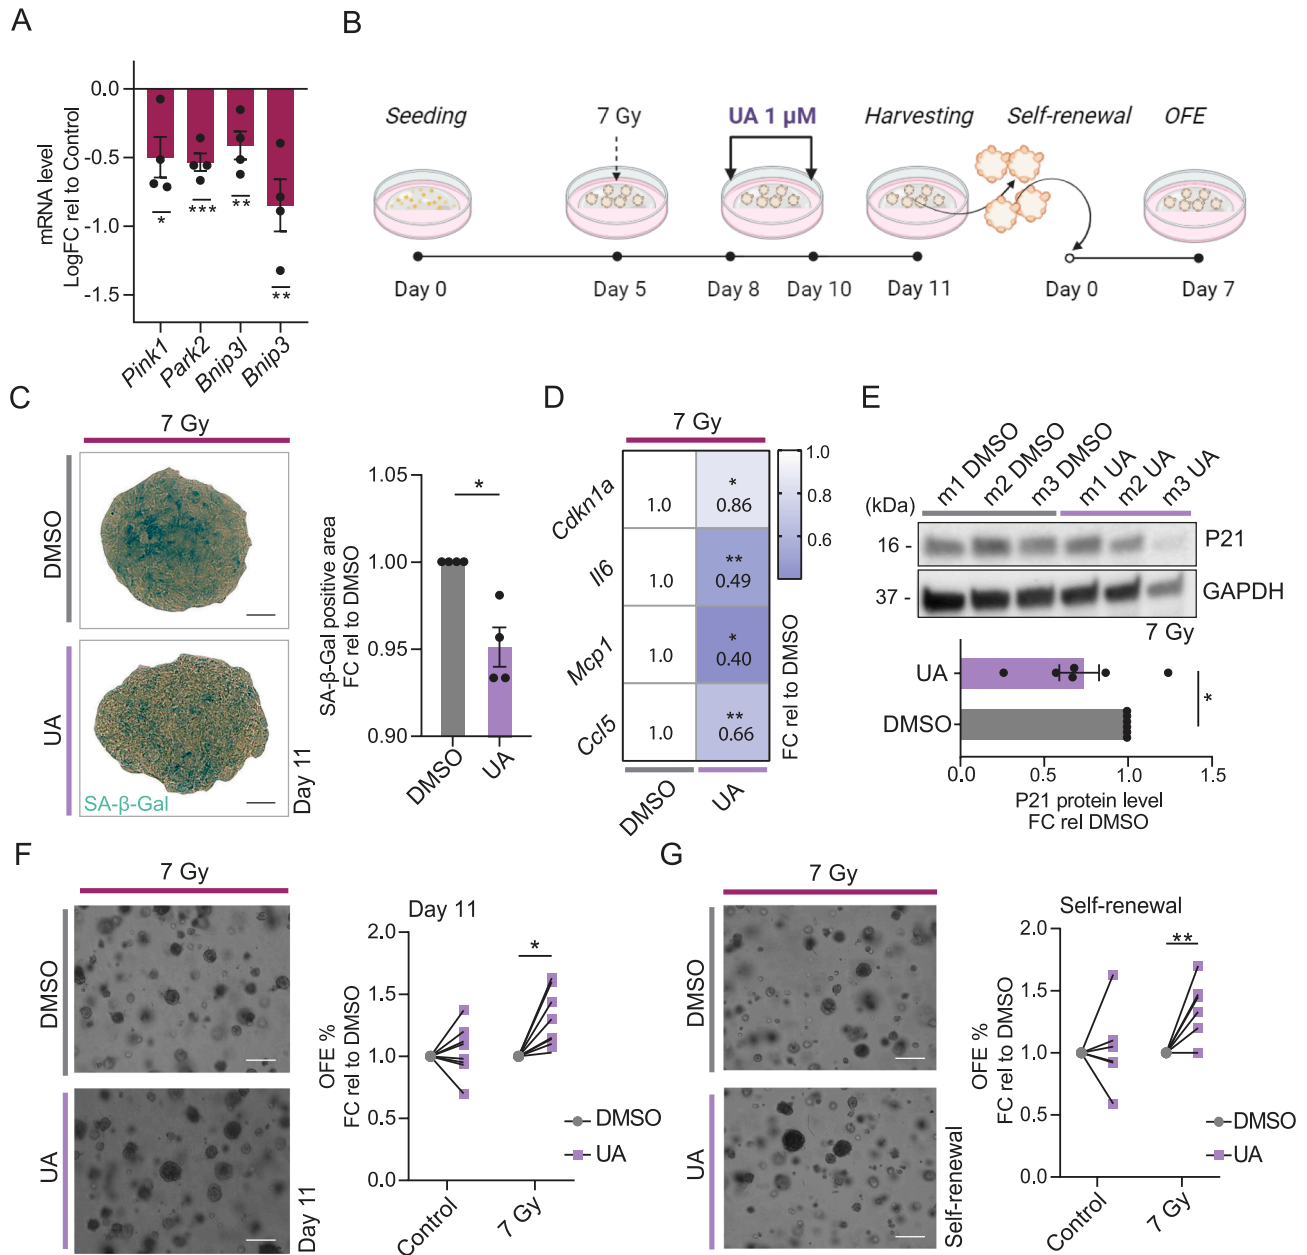 A
mRNA level
LogFC rel to Control
0.0
-0.5
-1.0
-1.5
*
***
**
**
Pink1
Park2
Bnip3l
Bnip3
B
Seeding
7 Gy
UA 1 µM
Harvesting
Self-renewal
OFE
Day 0
Day 5
Day 8
Day 10
Day 11
Day 0
Day 7
C
7 Gy
DMSO
UA
SA-β-Gal
Day 11
SA-β-Gal positive area
FC rel to DMSO
1.05
1.00
0.95
0.90
*
DMSO
UA
D
7 Gy
Cdkn1a
1.0
*
0.86
Il6
1.0
**
0.49
Mcp1
1.0
*
0.40
Ccl5
1.0
**
0.66
DMSO
UA
1.0
0.8
0.6
FC rel to DMSO
E
m1 DMSO
m2 DMSO
m3 DMSO
m1 UA
m2 UA
m3 UA
(kDa)
16 -
P21
37 -
GAPDH
7 Gy
UA
DMSO
*
0.0
0.5
1.0
1.5
P21 protein level
FC rel DMSO
F
7 Gy
DMSO
UA
Day 11
Day 11
OFE %
FC rel to DMSO
2.0
1.5
1.0
0.5
0.0
*
DMSO
UA
Control
7 Gy
G
7 Gy
DMSO
UA
Self-renewal
Self-renewal
OFE %
FC rel to DMSO
2.0
1.5
1.0
0.5
0.0
**
DMSO
UA
Control
7 Gy